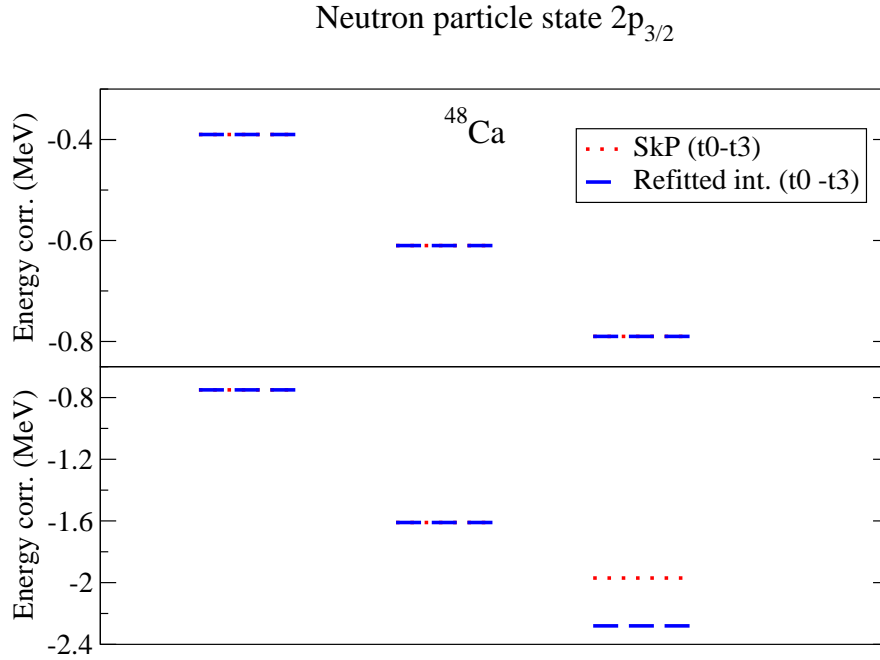 Neutron particle state 2p3/2
48Ca
SkP (t0-t3)
Refitted int. (t0 -t3)
Energy corr. (MeV)
-0.4
-0.6
-0.8
Energy corr. (MeV)
-0.8
-1.2
-1.6
-2
-2.4